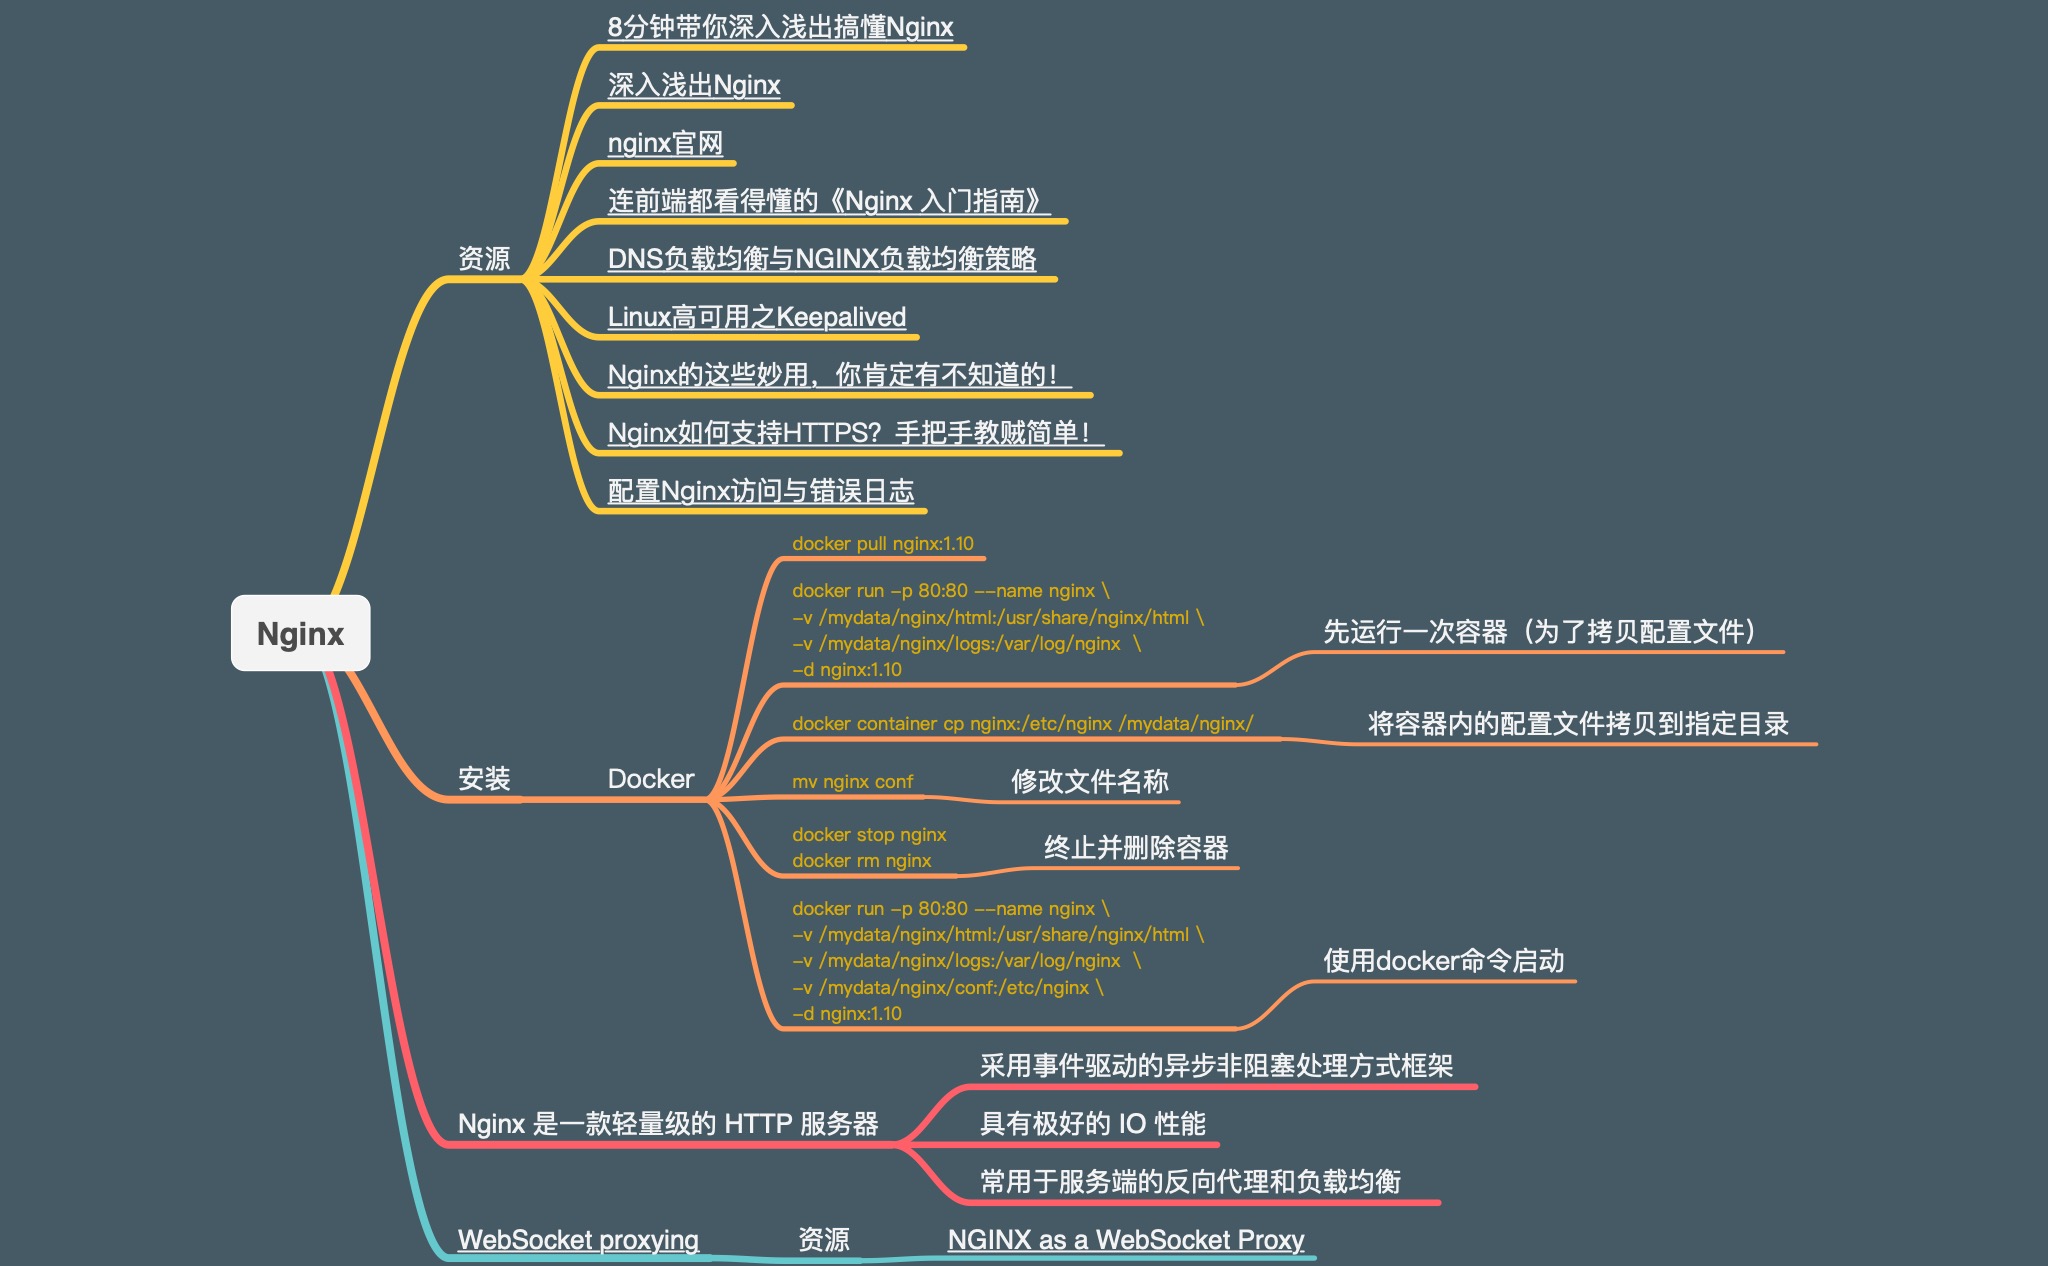 8分钟带你深入浅出搞懂Nginx
深入浅出Nginx
nginx官网
连前端都看得懂的《Nginx 入门指南》
资源
DNS负载均衡与NGINX负载均衡策略
Linux高可用之Keepalived
Nginx的这些妙用，你肯定有不知道的！
Nginx如何支持HTTPS？手把手教贼简单！
配置Nginx访问与错误日志
Nginx
安装
Docker
docker pull nginx:1.10
docker run -p 80:80 --name nginx \
-v /mydata/nginx/html:/usr/share/nginx/html \
-v /mydata/nginx/logs:/var/log/nginx  \
-d nginx:1.10
先运行一次容器（为了拷贝配置文件）
docker container cp nginx:/etc/nginx /mydata/nginx/
将容器内的配置文件拷贝到指定目录
mv nginx conf
修改文件名称
docker stop nginx
docker rm nginx
终止并删除容器
docker run -p 80:80 --name nginx \
-v /mydata/nginx/html:/usr/share/nginx/html \
-v /mydata/nginx/logs:/var/log/nginx  \
-v /mydata/nginx/conf:/etc/nginx \
-d nginx:1.10
使用docker命令启动
Nginx 是一款轻量级的 HTTP 服务器
采用事件驱动的异步非阻塞处理方式框架
具有极好的 IO 性能
常用于服务端的反向代理和负载均衡
WebSocket proxying
资源
NGINX as a WebSocket Proxy